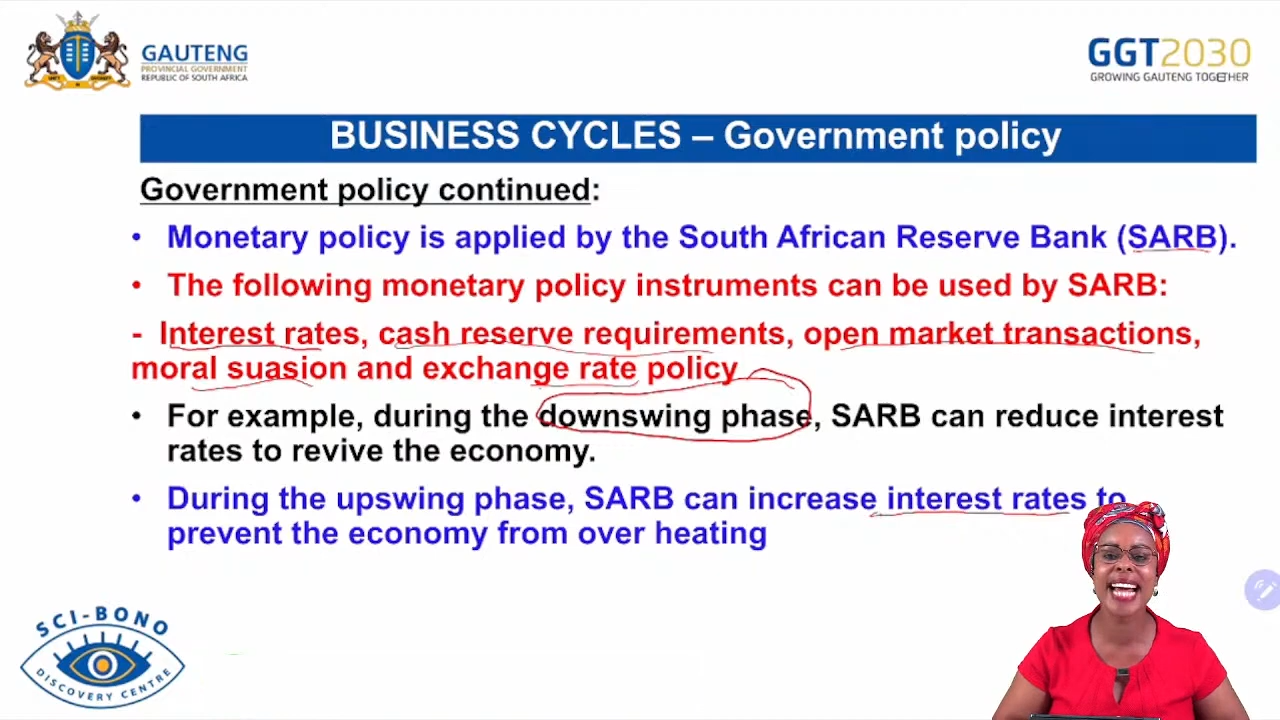 GAUTENG
PROVINCIAL GOVERNMENT
REPUBLIC OF SOUTH AFRICA
GGT2030
GROWING GAUTENG TOGETHER
BUSINESS CYCLES – Government policy
Government policy continued:
• Monetary policy is applied by the South African Reserve Bank (SARB).
• The following monetary policy instruments can be used by SARB:
- Interest rates, cash reserve requirements, open market transactions,
moral suasion and exchange rate policy
• For example, during the downswing phase, SARB can reduce interest
rates to revive the economy.
• During the upswing phase, SARB can increase interest rates to
prevent the economy from over heating
SCI-BONO
DISCOVERY CENTRE